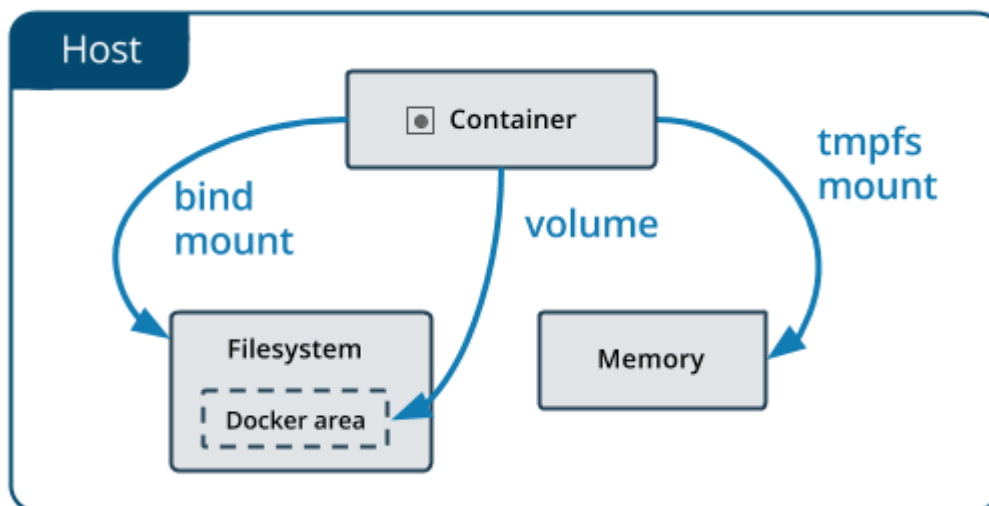 Host
Container
bind
mount
volume
tmpfs
mount
Filesystem
Docker area
Memory